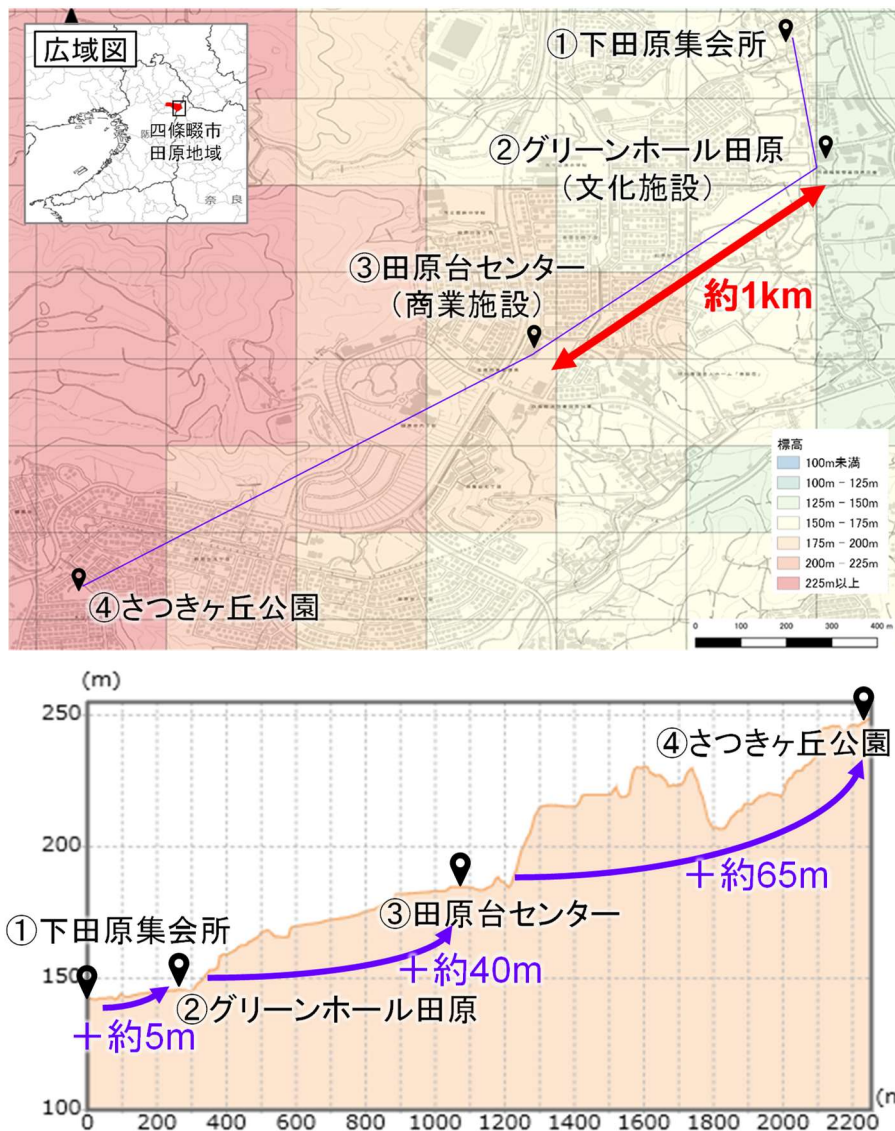 広域図
四條畷市
田原地域
奈良
①下田原集会所
②グリーンホール田原
（文化施設）
③田原台センター
（商業施設）
約1km
④さつきヶ丘公園
標高
100m未満
100m － 125m
125m － 150m
150m － 175m
175m － 200m
200m － 225m
225m以上
0 100 200 300 400 m
(m)
250
200
150
100
④さつきヶ丘公園
＋約65m
③田原台センター
＋約40m
①下田原集会所
②グリーンホール田原
＋約5m
0 200 400 600 800 1000 1200 1400 1600 1800 2000 2200